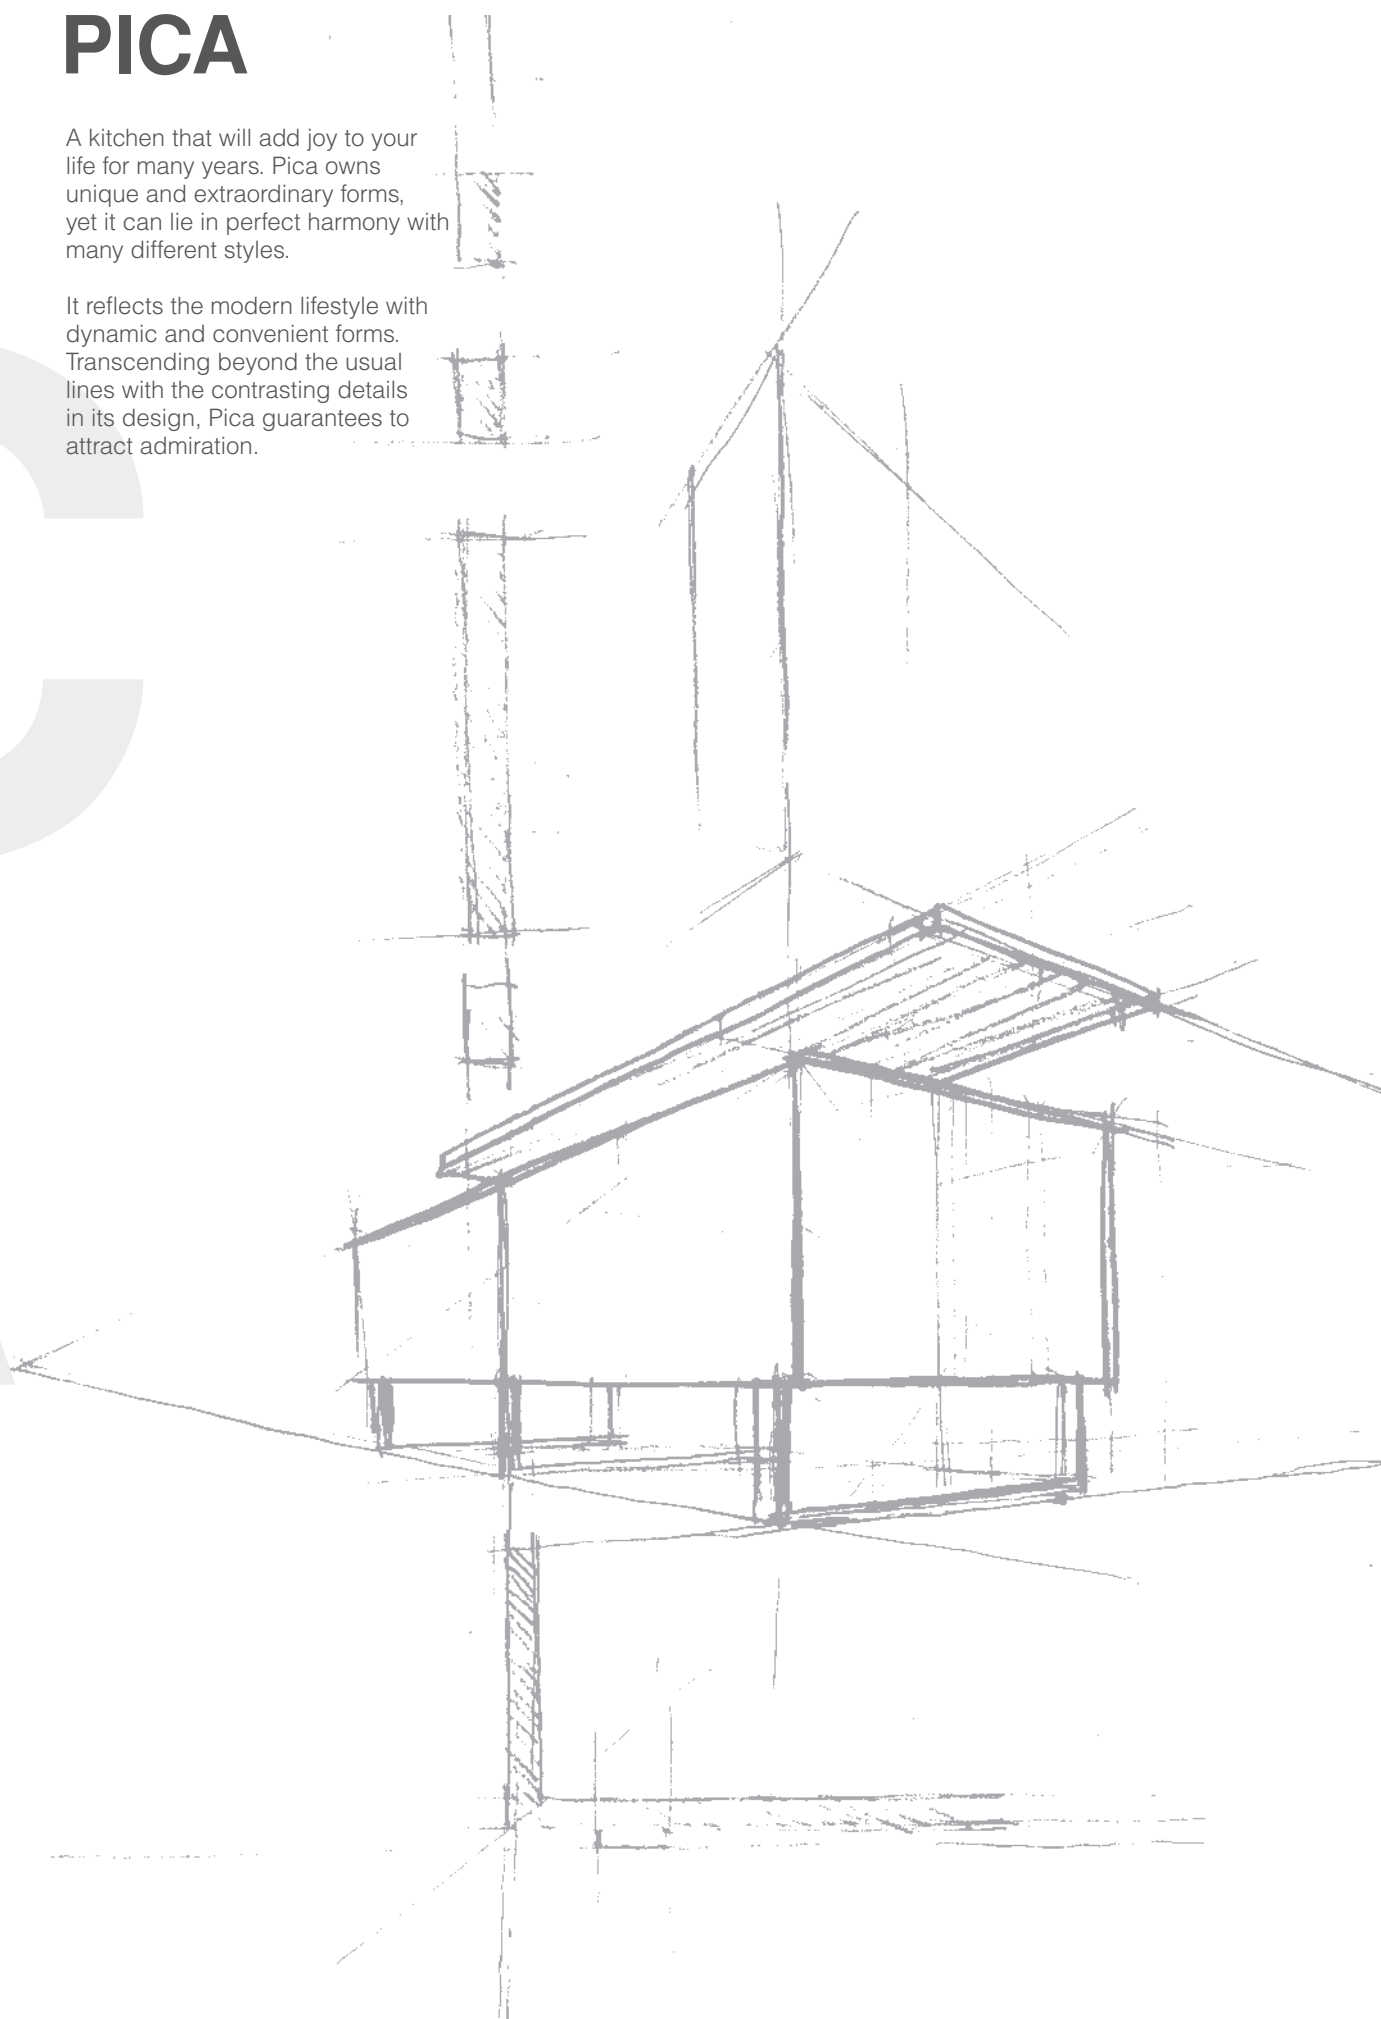 PICA
A kitchen that will add joy to your
life for many years. Pica owns
unique and extraordinary forms,
yet it can lie in perfect harmony with
many different styles.
It reflects the modern lifestyle with
dynamic and convenient forms.
Transcending beyond the usual
lines with the contrasting details
in its design, Pica guarantees to
attract admiration.
C